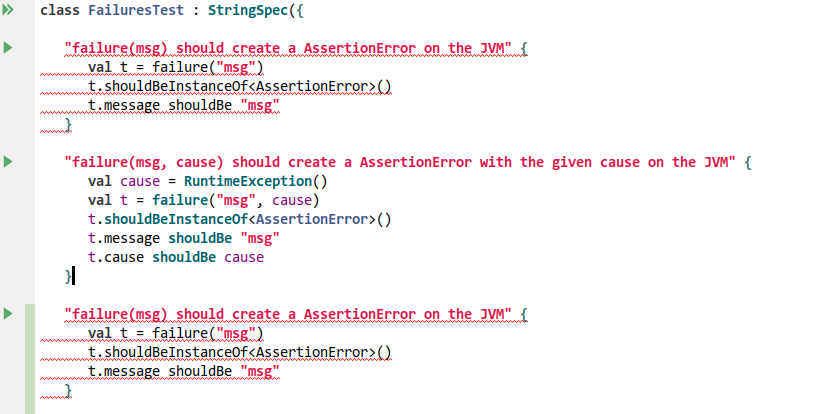 class FailuresTest : StringSpec({
"failure(msg) should create a AssertionError on the JVM" {
val t = failure("msg")
t.shouldBeInstanceOf<AssertionError>()
t.message shouldBe "msg"
}
"failure(msg, cause) should create a AssertionError with the given cause on the JVM" {
val cause = RuntimeException()
val t = failure("msg", cause)
t.shouldBeInstanceOf<AssertionError>()
t.message shouldBe "msg"
t.cause shouldBe cause
}
"failure(msg) should create a AssertionError on the JVM" {
val t = failure("msg")
t.shouldBeInstanceOf<AssertionError>()
t.message shouldBe "msg"
}